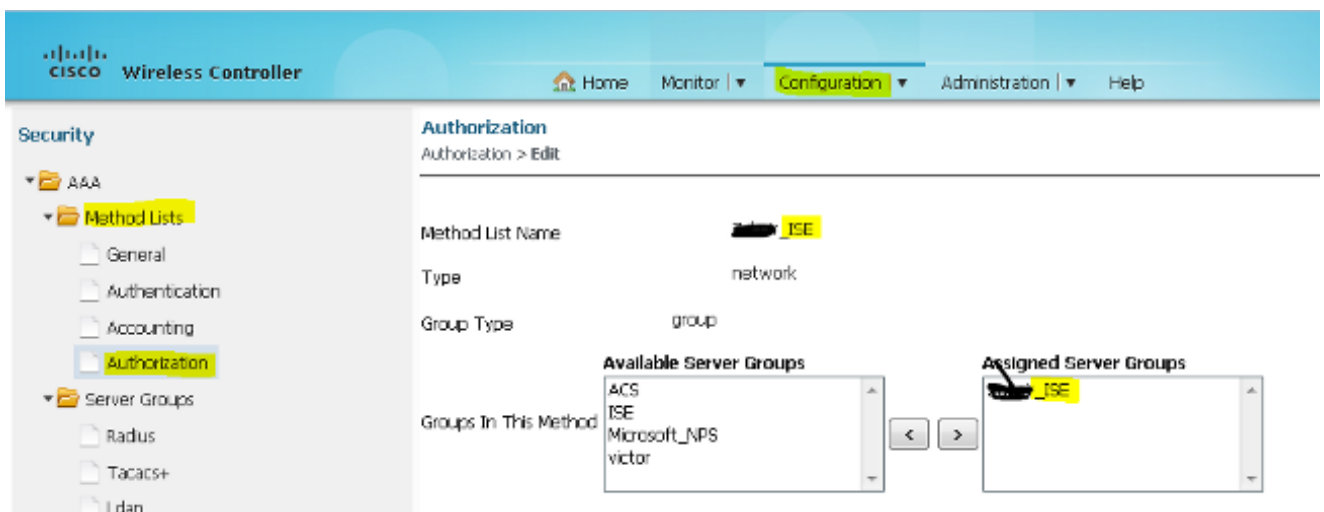 CISCO Wireless Controller
Home Monitor Configuration Administration Help
Security
AAA
Method Lists
General
Authentication
Accounting
Authorization
Server Groups
Radius
Tacacs+
Ldap
Authorization
Authorization > Edit
Method List Name _ISE
Type network
Group Type group
Available Server Groups Assigned Server Groups
Groups In This Method
ACS
ISE
Microsoft_NPS
victor
< >
_ISE